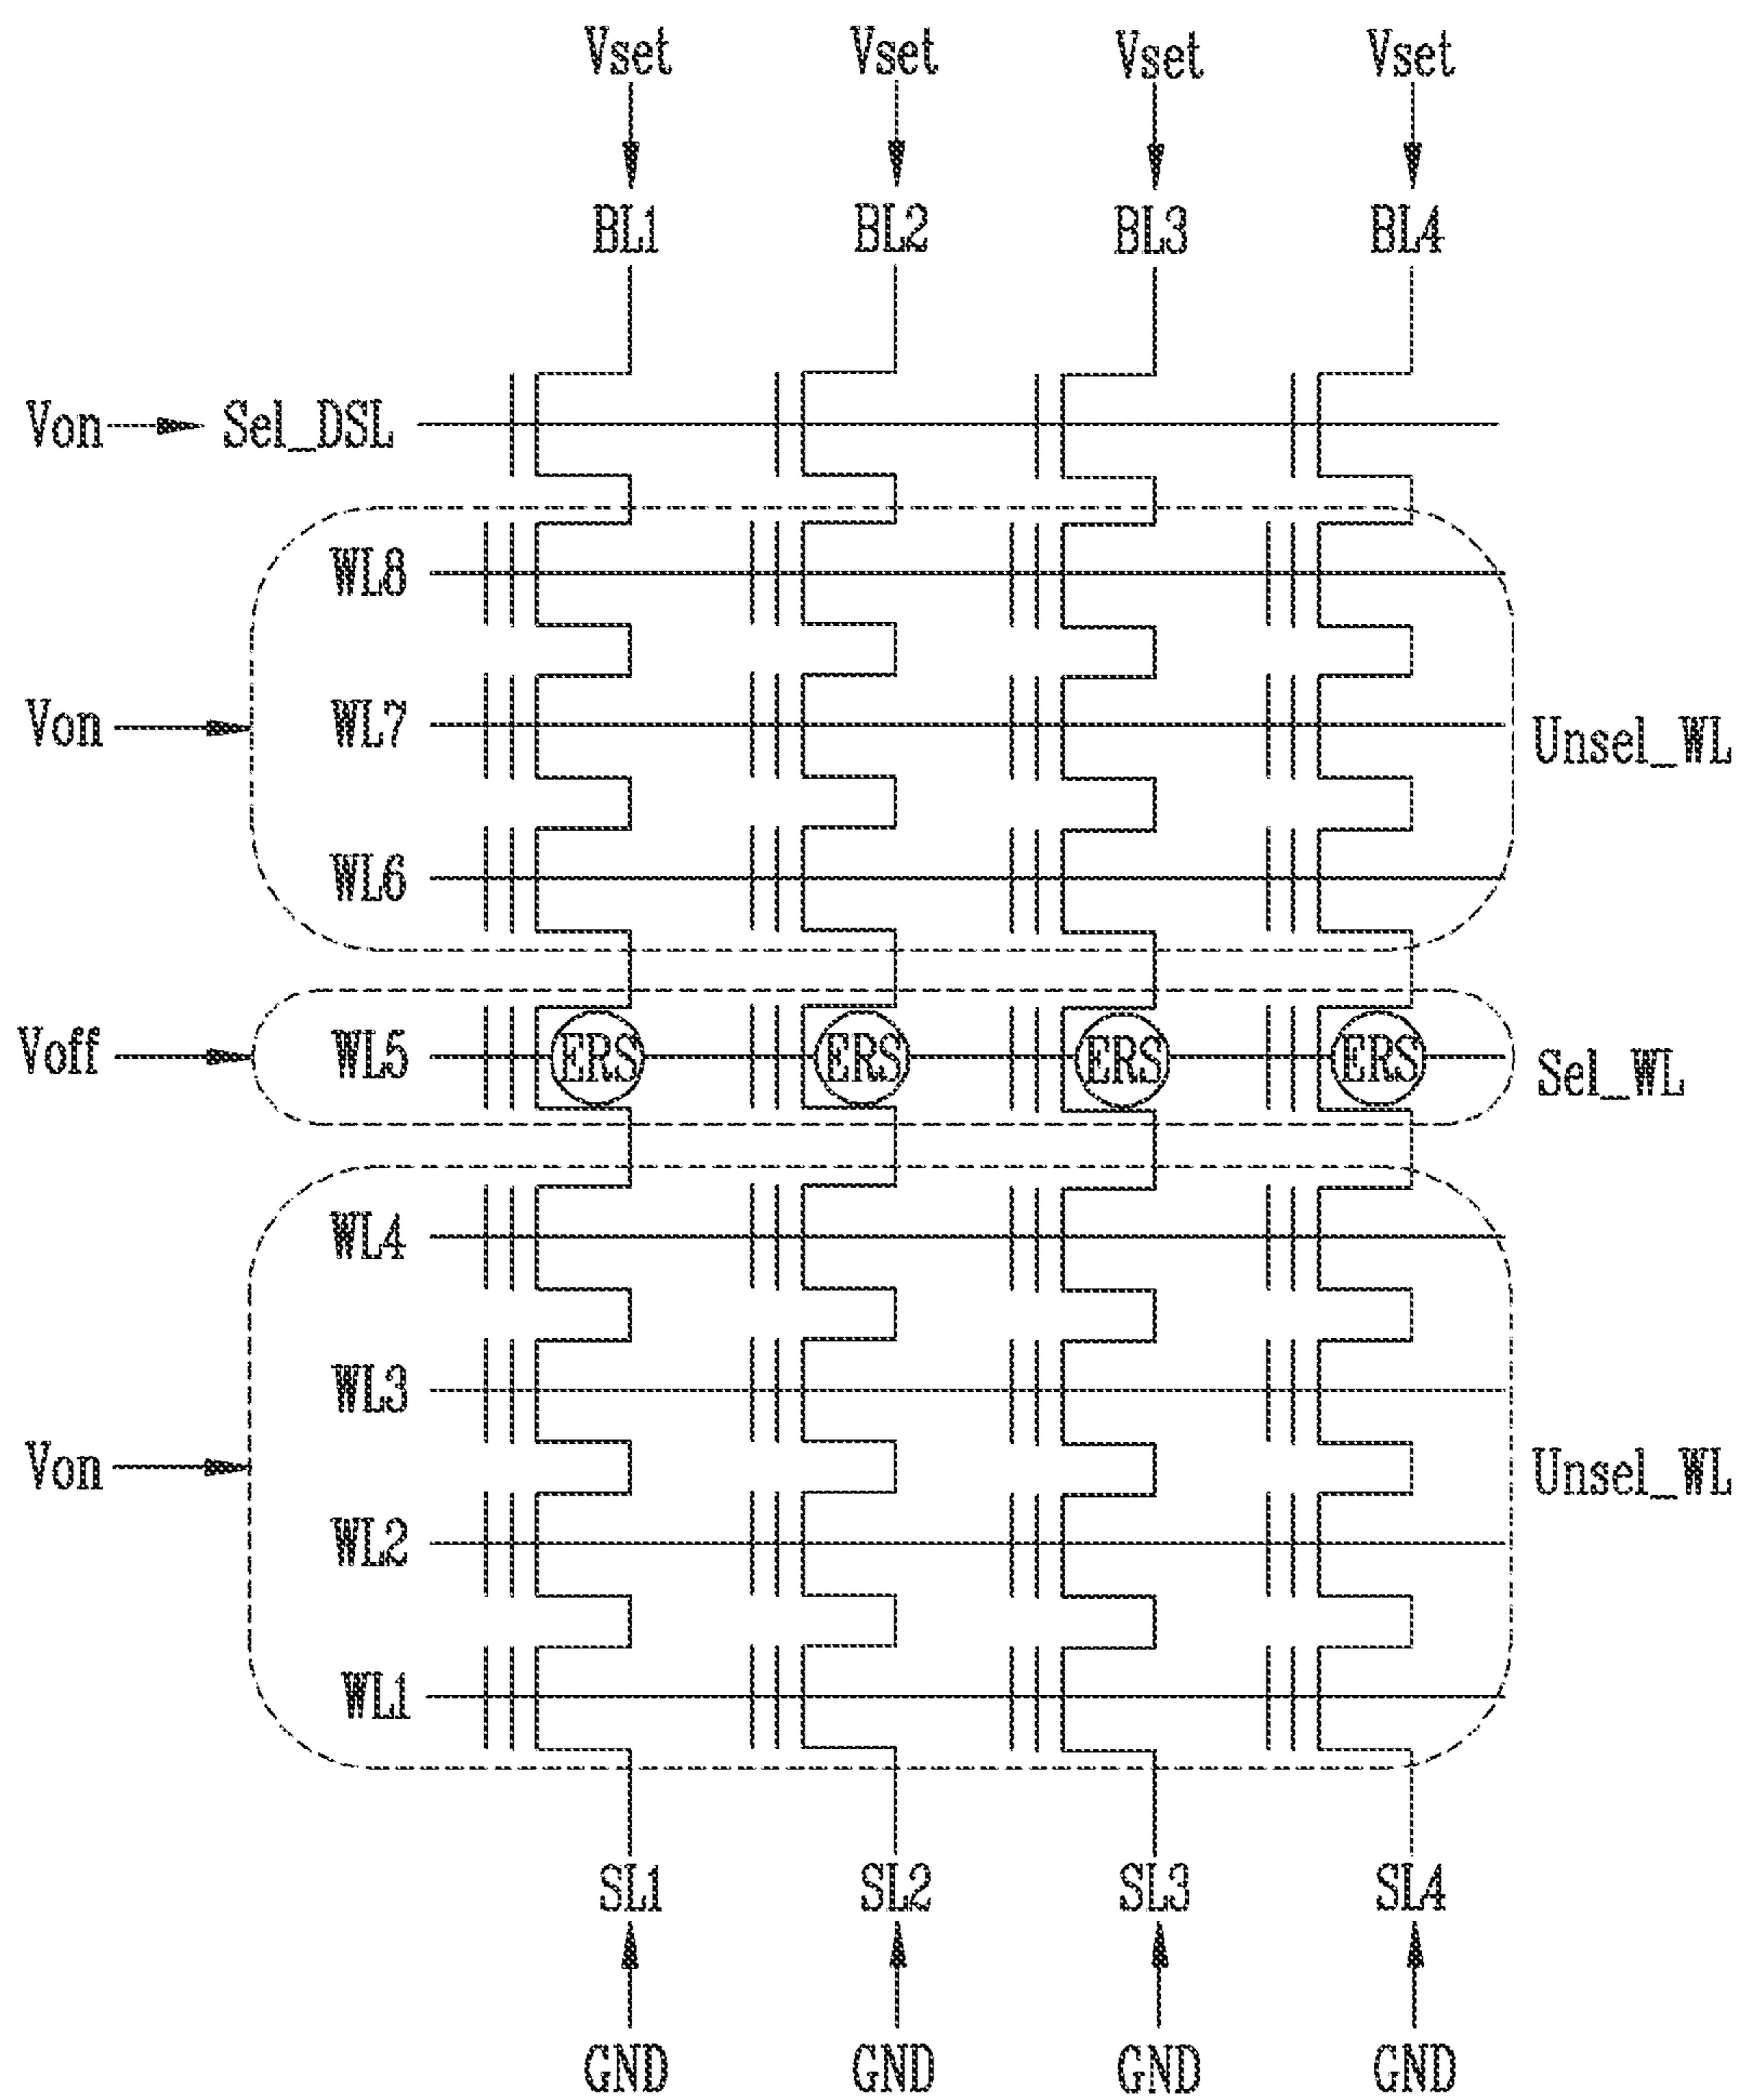 Vset Vset Vset Vset
BL1 BL2 BL3 BL4
Von Sel_DSL
WL8
Von WL7 Unsel_WL
WL6
Voff WL5 ERS ERS ERS ERS Sel_WL
WL4
WL3
Von Unsel_WL
WL2
WL1
SL1 SL2 SL3 SL4
GND GND GND GND